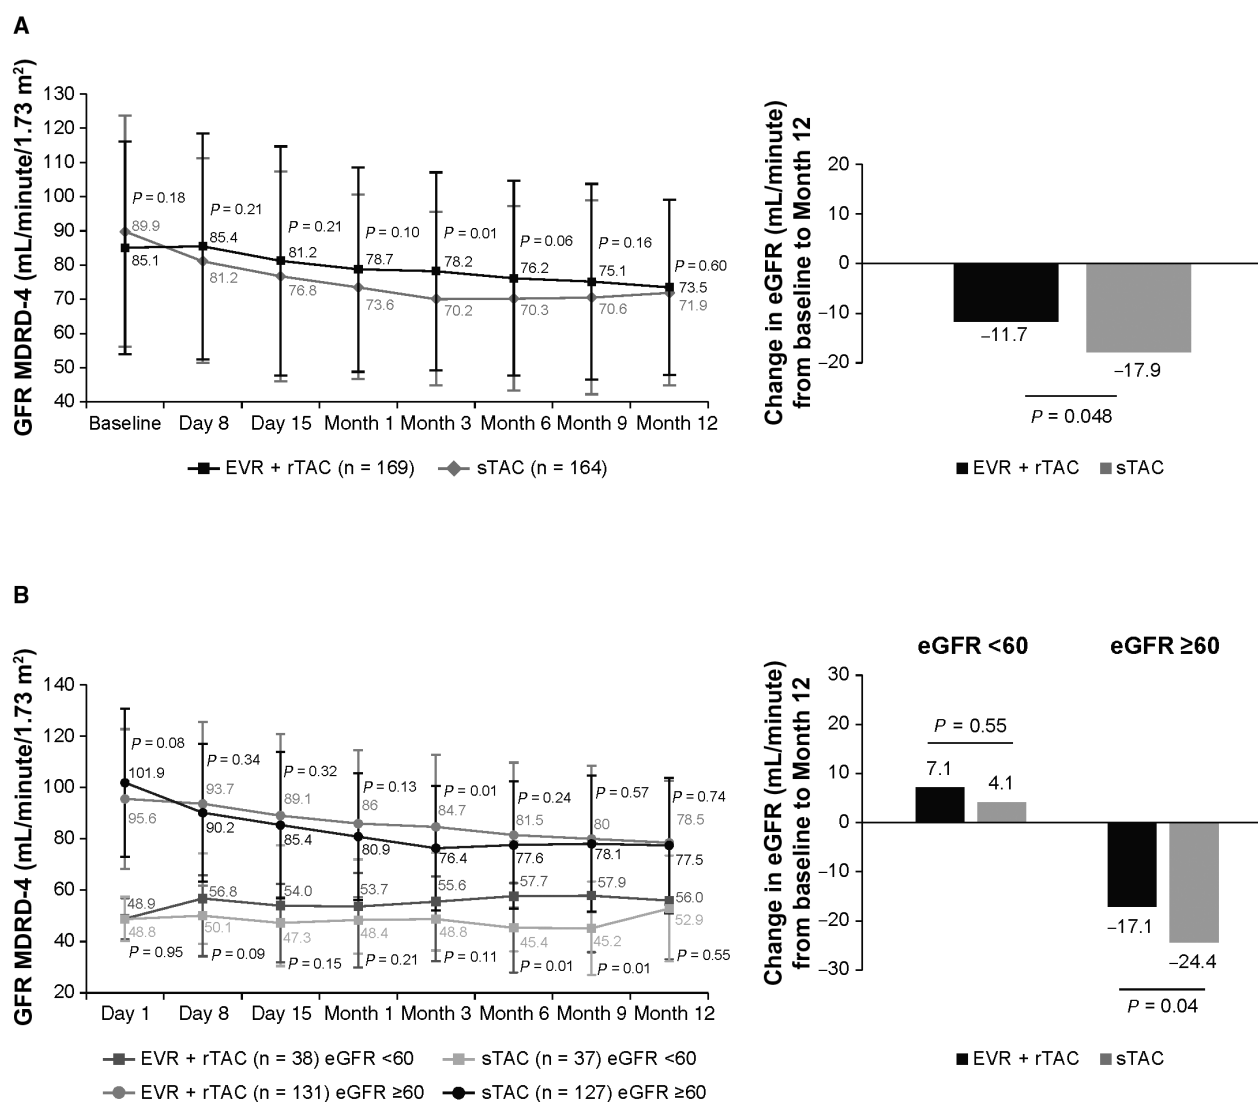 A
GFR MDRD-4 (mL/minute/1.73 m²)
130
120
110
100
90
80
70
60
50
40
P = 0.18
P = 0.21
P = 0.21
P = 0.10
P = 0.01
P = 0.06
P = 0.16
P = 0.60
89.9
85.4
81.2
78.7
78.2
76.2
75.1
73.5
85.1
81.2
76.8
73.6
70.2
70.3
70.6
71.9
Baseline Day 8 Day 15 Month 1 Month 3 Month 6 Month 9 Month 12
EVR + rTAC (n = 169) sTAC (n = 164)
Change in eGFR (mL/minute)
from baseline to Month 12
20
10
0
−10
−20
−11.7
−17.9
P = 0.048
EVR + rTAC sTAC
B
GFR MDRD-4 (mL/minute/1.73 m²)
140
120
100
80
60
40
20
P = 0.08
P = 0.34
P = 0.32
P = 0.13
P = 0.01
P = 0.24
P = 0.57
P = 0.74
101.9
93.7
89.1
86
84.7
81.5
80
78.5
95.6
90.2
85.4
80.9
76.4
77.6
78.1
77.5
48.9
56.8
54.0
53.7
55.6
57.7
57.9
56.0
48.8
50.1
47.3
48.4
48.8
45.4
45.2
52.9
P = 0.95
P = 0.09
P = 0.15
P = 0.21
P = 0.11
P = 0.01
P = 0.01
P = 0.55
Day 1 Day 8 Day 15 Month 1 Month 3 Month 6 Month 9 Month 12
EVR + rTAC (n = 38) eGFR <60 sTAC (n = 37) eGFR <60
EVR + rTAC (n = 131) eGFR ≥60 sTAC (n = 127) eGFR ≥60
Change in eGFR (mL/minute)
from baseline to Month 12
eGFR <60 eGFR ≥60
30
20
10
0
−10
−20
−30
P = 0.55
7.1
4.1
−17.1
−24.4
P = 0.04
EVR + rTAC sTAC